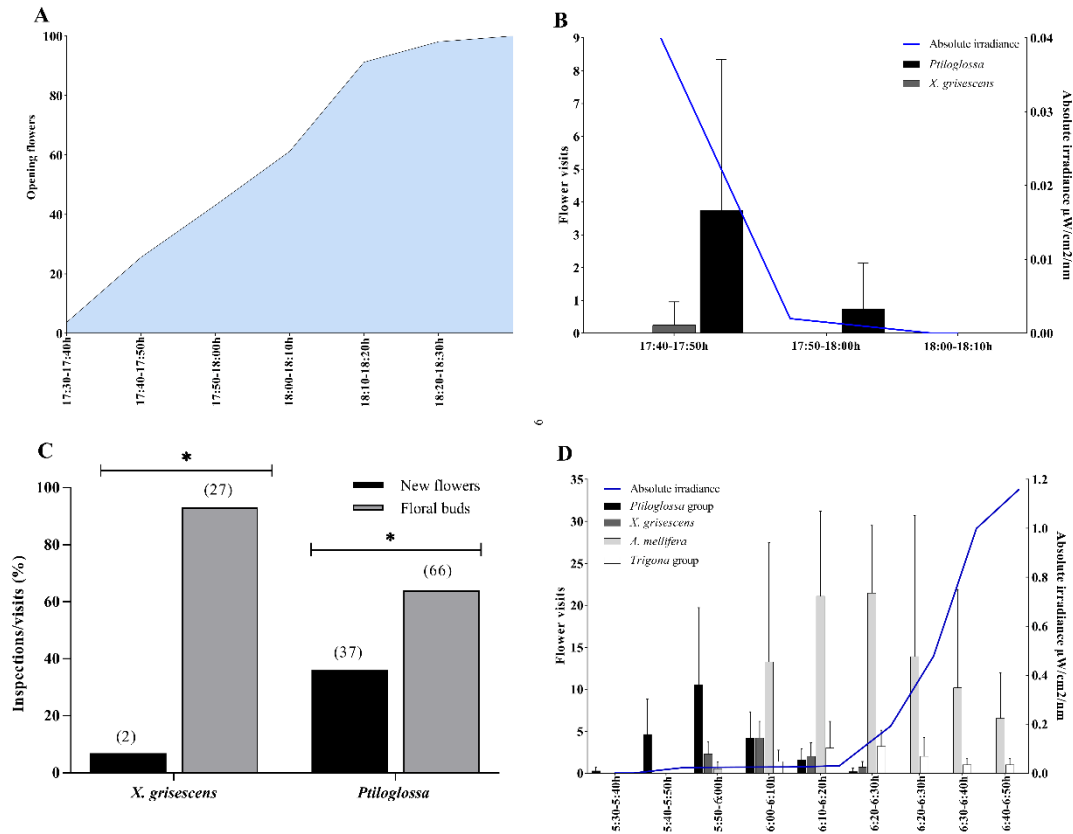 A
100
80
60
40
20
0
Opening flowers
17:30-17:40h
17:40-17:50h
17:50-18:00h
18:00-18:10h
18:10-18:20h
18:20-18:30h
B
9
8
7
6
5
4
3
2
1
0
Flower visits
Absolute irradiance
Ptiloglossa
X. grisescens
0.04
0.03
0.02
0.01
0.00
Absolute irradiance µW/cm2/nm
17:40-17:50h
17:50-18:00h
18:00-18:10h
6
C
100
80
60
40
20
0
Inspections/visits (%)
*
*
New flowers
Floral buds
(27)
(66)
(37)
(2)
X. grisescens
Ptiloglossa
D
35
30
25
20
15
10
5
0
Flower visits
Absolute irradiance
Ptiloglossa group
X. grisescens
A. mellifera
Trigona group
1.2
1.0
0.8
0.6
0.4
0.2
0.0
Absolute irradiance µW/cm2/nm
5:30-5:40h
5:40-5:50h
5:50-6:00h
6:00-6:10h
6:10-6:20h
6:20-6:30h
6:20-6:30h
6:30-6:40h
6:40-6:50h